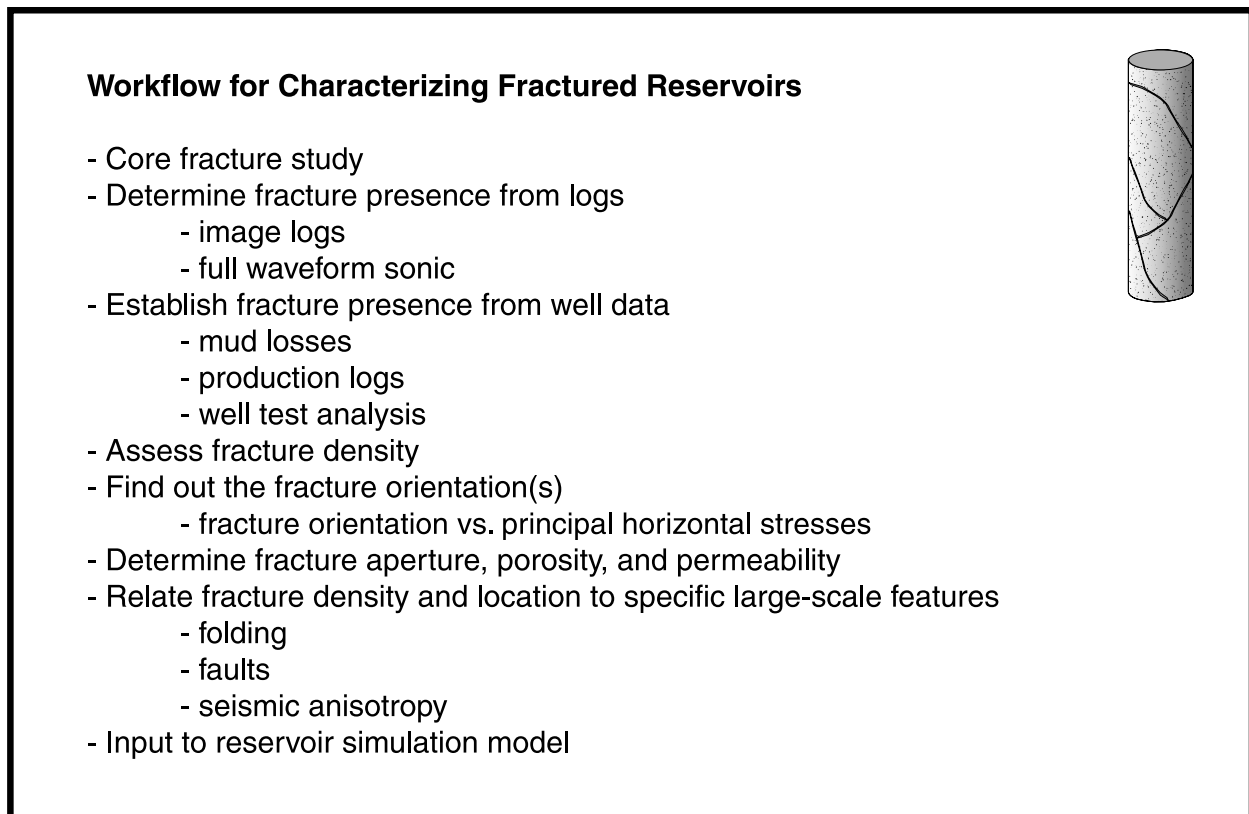 Workflow for Characterizing Fractured Reservoirs
- Core fracture study
- Determine fracture presence from logs
- image logs
- full waveform sonic
- Establish fracture presence from well data
- mud losses
- production logs
- well test analysis
- Assess fracture density
- Find out the fracture orientation(s)
- fracture orientation vs. principal horizontal stresses
- Determine fracture aperture, porosity, and permeability
- Relate fracture density and location to specific large-scale features
- folding
- faults
- seismic anisotropy
- Input to reservoir simulation model